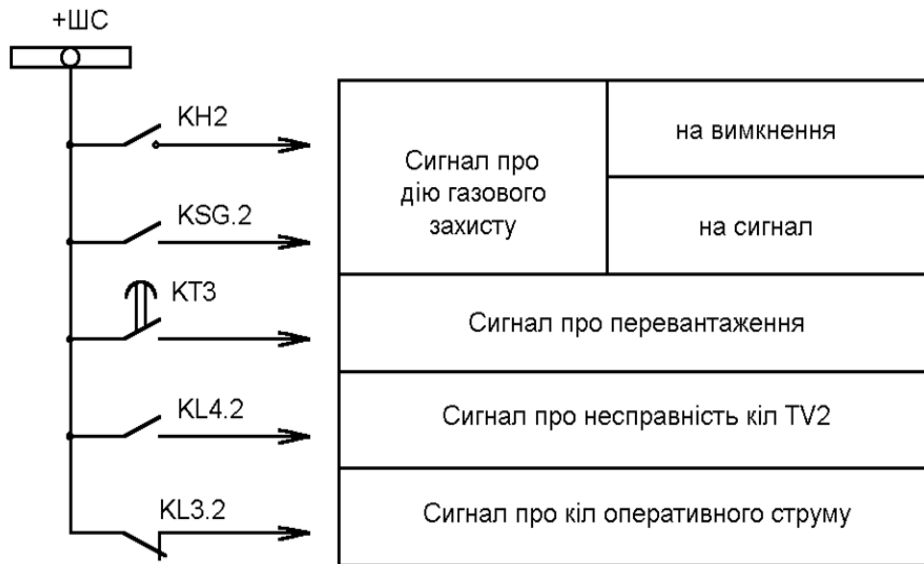 +ШС
KH2
KSG.2
KT3
KL4.2
KL3.2
Сигнал про
дію газового
захисту
на вимкнення
на сигнал
Сигнал про перевантаження
Сигнал про несправність кіл TV2
Сигнал про кіл оперативного струму